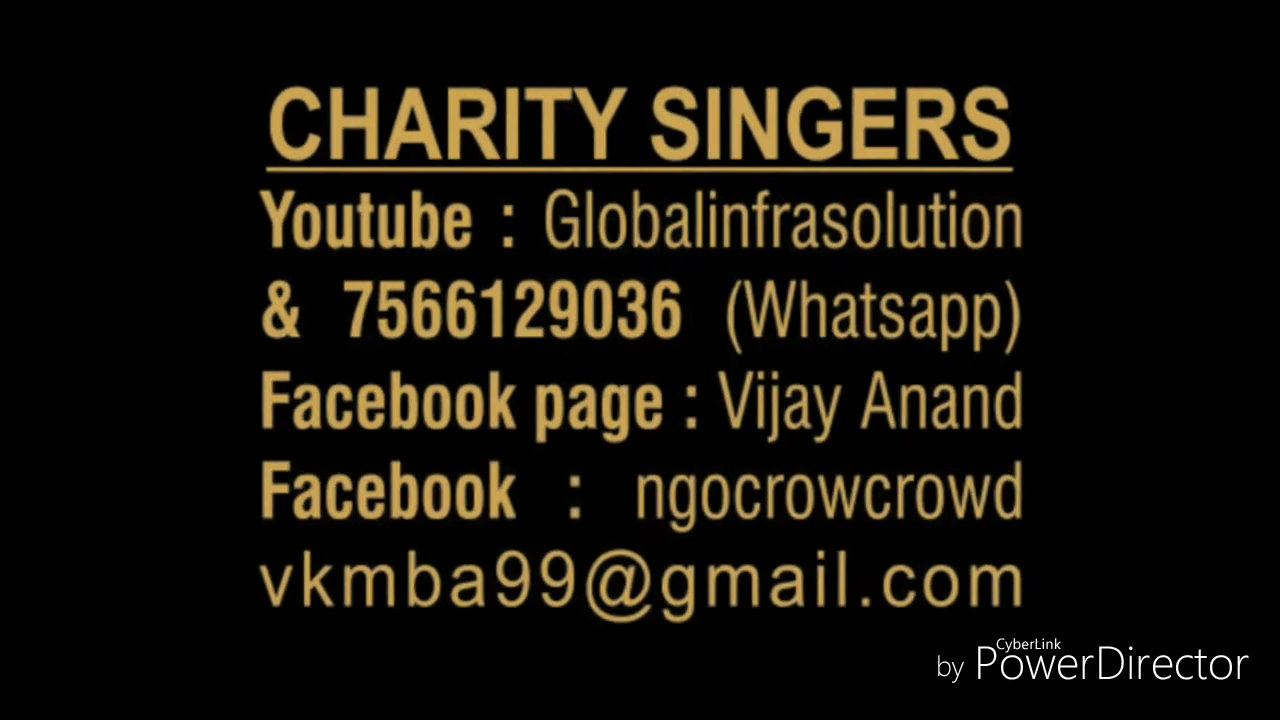 CHARITY SINGERS
Youtube : Globalinfrasolution
& 7566129036 (Whatsapp)
Facebook page : Vijay Anand
Facebook : ngocrowcrowd
vkmba99@gmail.com
CyberLink
by PowerDirector